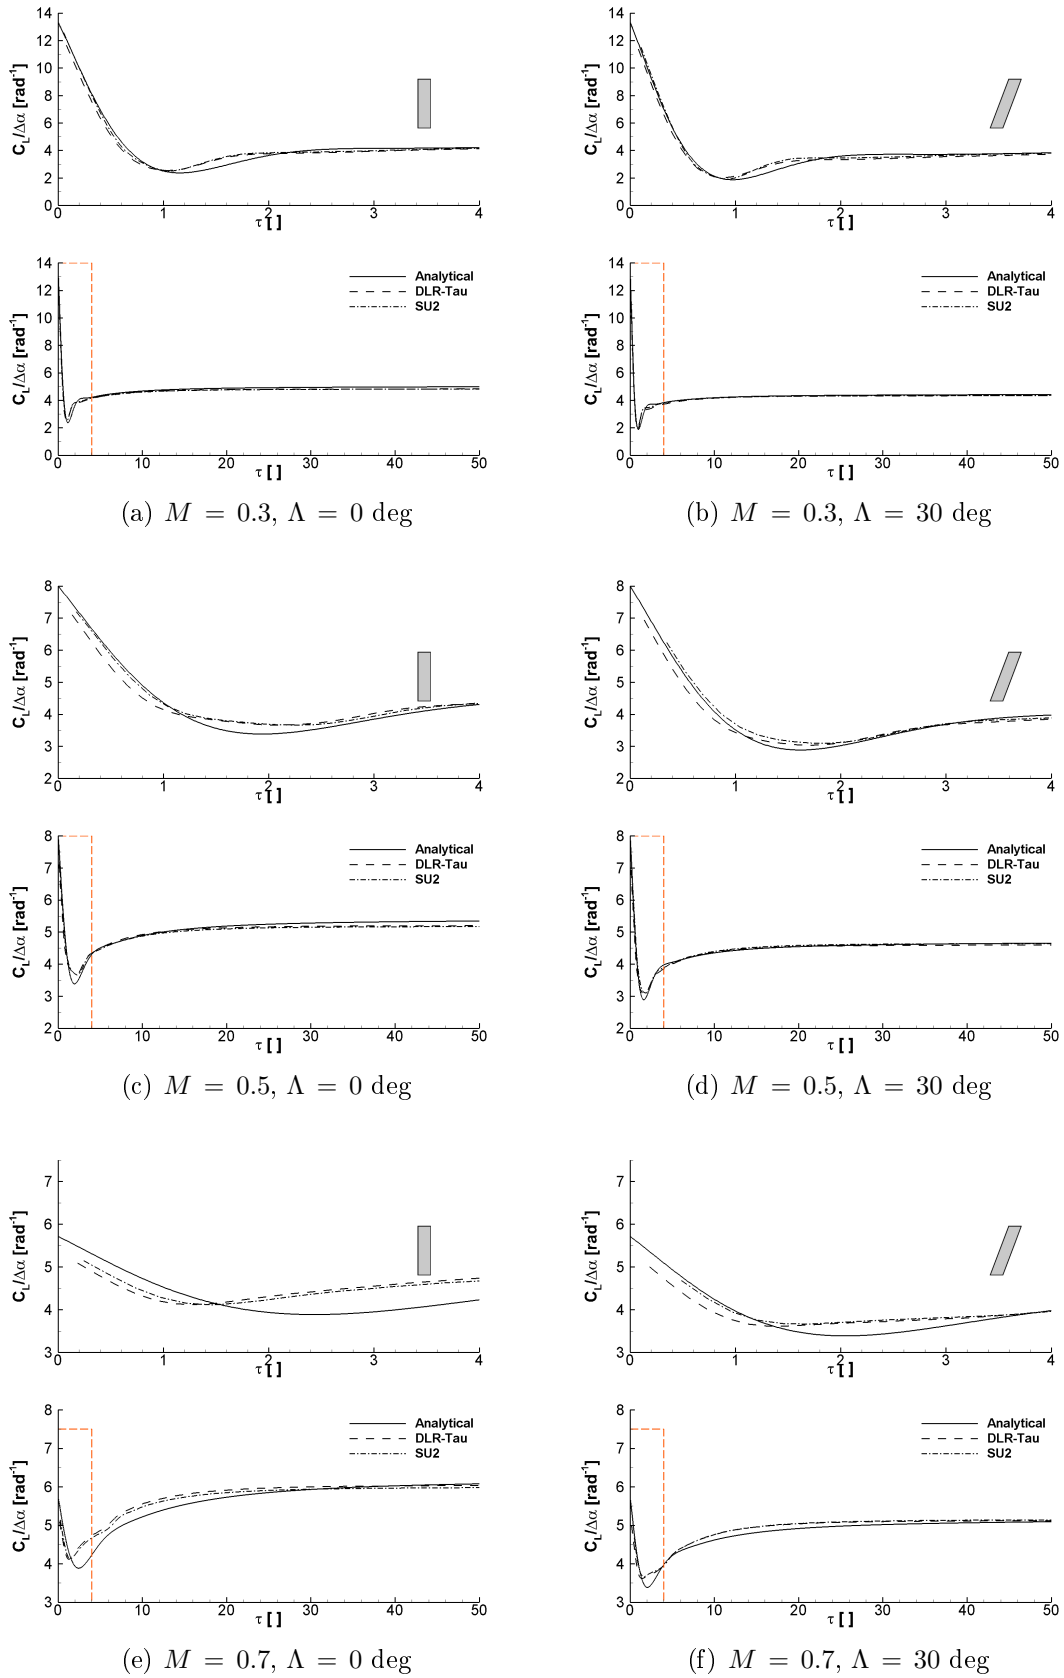 14
12
10
8
6
4
2
0
C_L/Δα [rad⁻¹]
0 1 2 3 4
τ [ ]
14
12
10
8
6
4
2
0
C_L/Δα [rad⁻¹]
0 1 2 3 4
τ [ ]
14
12
10
8
6
4
2
0
C_L/Δα [rad⁻¹]
Analytical
DLR-Tau
SU2
0 10 20 30 40 50
τ [ ]
14
12
10
8
6
4
2
0
C_L/Δα [rad⁻¹]
Analytical
DLR-Tau
SU2
0 10 20 30 40 50
τ [ ]
(a) M = 0.3, Λ = 0 deg
(b) M = 0.3, Λ = 30 deg
8
7
6
5
4
3
2
C_L/Δα [rad⁻¹]
0 1 2 3 4
τ [ ]
8
7
6
5
4
3
2
C_L/Δα [rad⁻¹]
0 1 2 3 4
τ [ ]
8
7
6
5
4
3
2
C_L/Δα [rad⁻¹]
Analytical
DLR-Tau
SU2
0 10 20 30 40 50
τ [ ]
8
7
6
5
4
3
2
C_L/Δα [rad⁻¹]
Analytical
DLR-Tau
SU2
0 10 20 30 40 50
τ [ ]
(c) M = 0.5, Λ = 0 deg
(d) M = 0.5, Λ = 30 deg
7
6
5
4
3
C_L/Δα [rad⁻¹]
0 1 2 3 4
τ [ ]
7
6
5
4
3
C_L/Δα [rad⁻¹]
0 1 2 3 4
τ [ ]
8
7
6
5
4
3
C_L/Δα [rad⁻¹]
Analytical
DLR-Tau
SU2
0 10 20 30 40 50
τ [ ]
8
7
6
5
4
3
C_L/Δα [rad⁻¹]
Analytical
DLR-Tau
SU2
0 10 20 30 40 50
τ [ ]
(e) M = 0.7, Λ = 0 deg
(f) M = 0.7, Λ = 30 deg